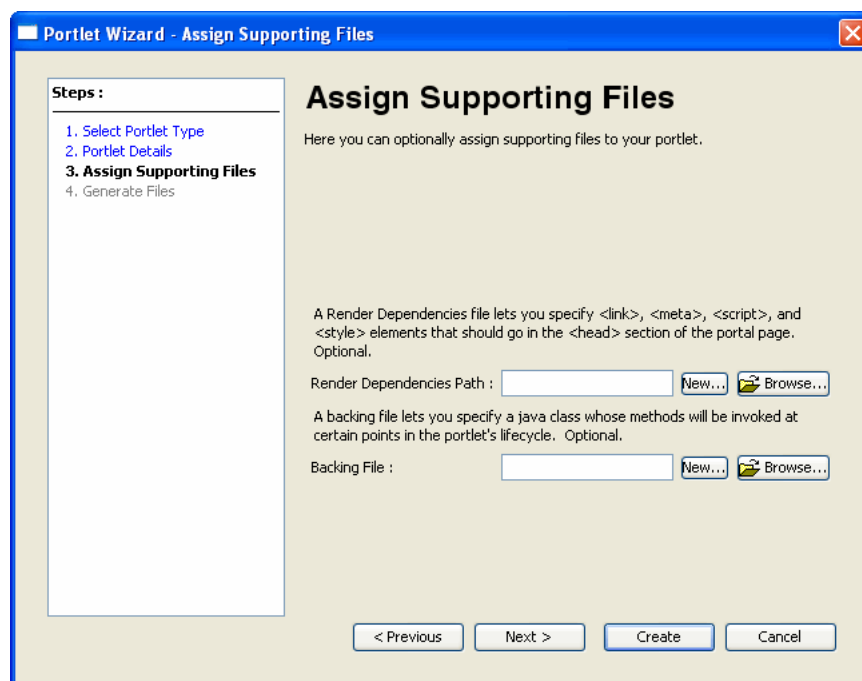 Portlet Wizard - Assign Supporting Files
Steps :
1. Select Portlet Type
2. Portlet Details
3. Assign Supporting Files
4. Generate Files
Assign Supporting Files
Here you can optionally assign supporting files to your portlet.
A Render Dependencies file lets you specify <link>, <meta>, <script>, and
<style> elements that should go in the <head> section of the portal page.
Optional.
Render Dependencies Path :
New...
Browse...
A backing file lets you specify a java class whose methods will be invoked at
certain points in the portlet's lifecycle.  Optional.
Backing File :
New...
Browse...
< Previous
Next >
Create
Cancel